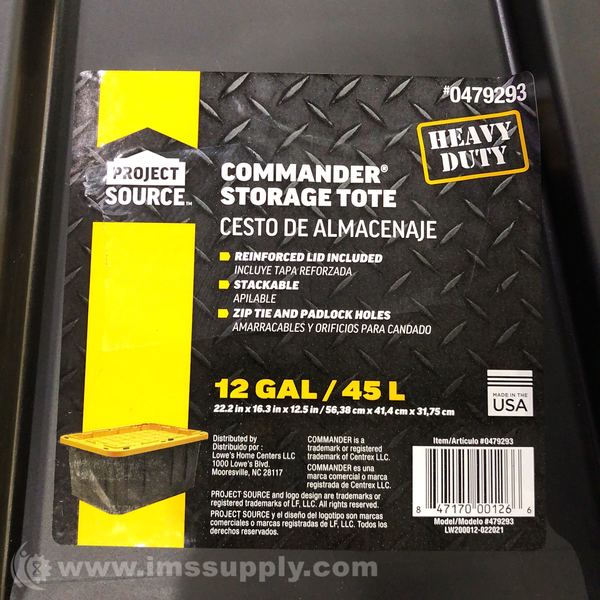 #0479293
HEAVY
DUTY
PROJECT
SOURCE™
COMMANDER®
STORAGE TOTE
CESTO DE ALMACENAJE
REINFORCED LID INCLUDED
INCLUYE TAPA REFORZADA
STACKABLE
APILABLE
ZIP TIE AND PADLOCK HOLES
AMARRACABLES Y ORIFICIOS PARA CANDADO
12 GAL / 45 L
22.2 in x 16.3 in x 12.5 in / 56,38 cm x 41,4 cm x 31,75 cm
MADE IN THE
USA
Distributed by
Distribuido por :
Lowe's Home Centers LLC
1000 Lowe's Blvd.
Mooresville, NC 28117
COMMANDER is a
trademark or registered
trademark of Centrex LLC.
COMMANDER es una
marca comercial o marca
registrada de Centrex LLC.
PROJECT SOURCE and logo design are trademarks or
registered trademarks of LF, LLC. All rights reserved.
PROJECT SOURCE y el diseño del logotipo son marcas
comerciales o marcas registradas de LF, LLC. Todos los
derechos reservados.
Item/Artículo #0479293
8 47170 00126 6
Model/Modelo #479293
LW200012-022021
www.imssupply.com